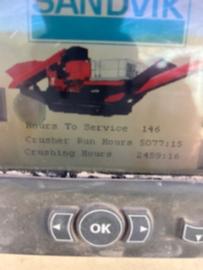 SANDVIK
Hours To Service 146
Crusher Run Hours 5077:15
Crushing Hours 2459:16
OK